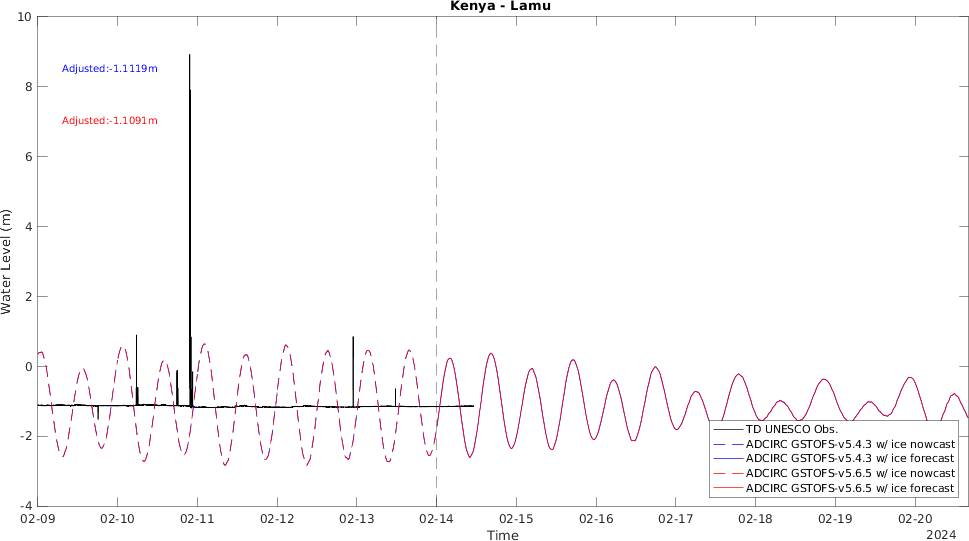 Kenya - Lamu
10
8
6
4
2
0
-2
-4
Water Level (m)
Adjusted:-1.1119m
Adjusted:-1.1091m
TD UNESCO Obs.
ADCIRC GSTOFS-v5.4.3 w/ ice nowcast
ADCIRC GSTOFS-v5.4.3 w/ ice forecast
ADCIRC GSTOFS-v5.6.5 w/ ice nowcast
ADCIRC GSTOFS-v5.6.5 w/ ice forecast
02-09 02-10 02-11 02-12 02-13 02-14 02-15 02-16 02-17 02-18 02-19 02-20
Time
2024